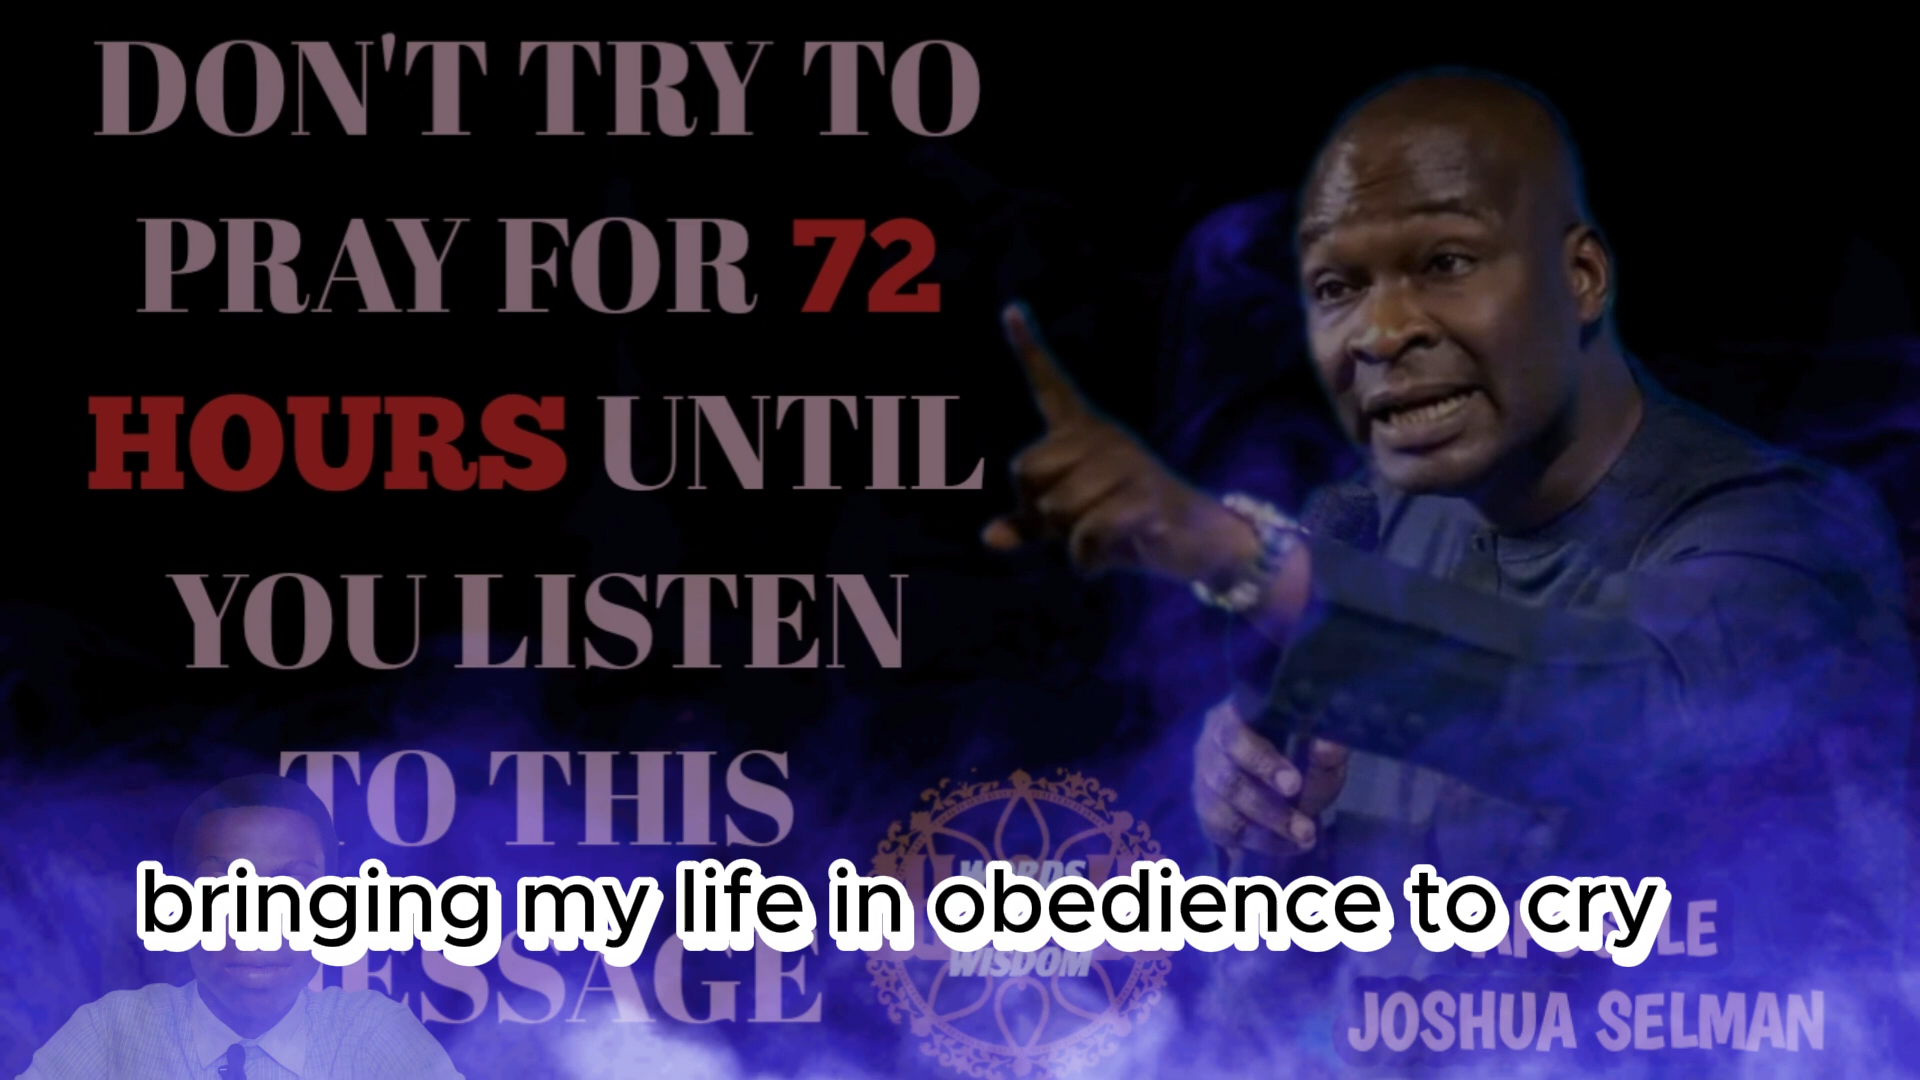 DON'T TRY TO
PRAY FOR 72
HOURS UNTIL
YOU LISTEN
TO THIS
WORDS
bringing my life in obedience to cry
WISDOM
JOSHUA SELMAN